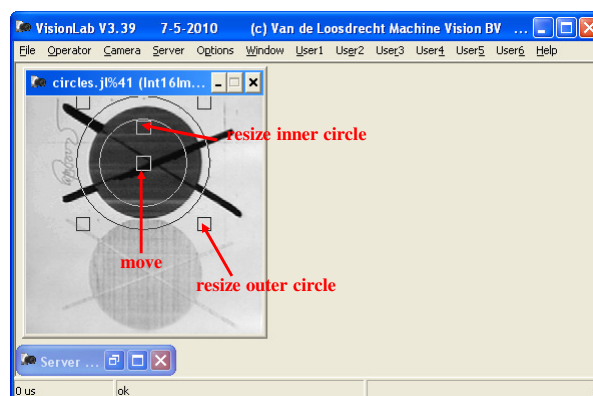 VisionLab V3.39 7-5-2010 (c) Van de Loosdrecht Machine Vision BV ...
File Operator Camera Server Options Window User1 User2 User3 User4 User5 User6 Help
circles.jl%41 (Int16Im...
resize inner circle
move
resize outer circle
Server ...
0 us ok